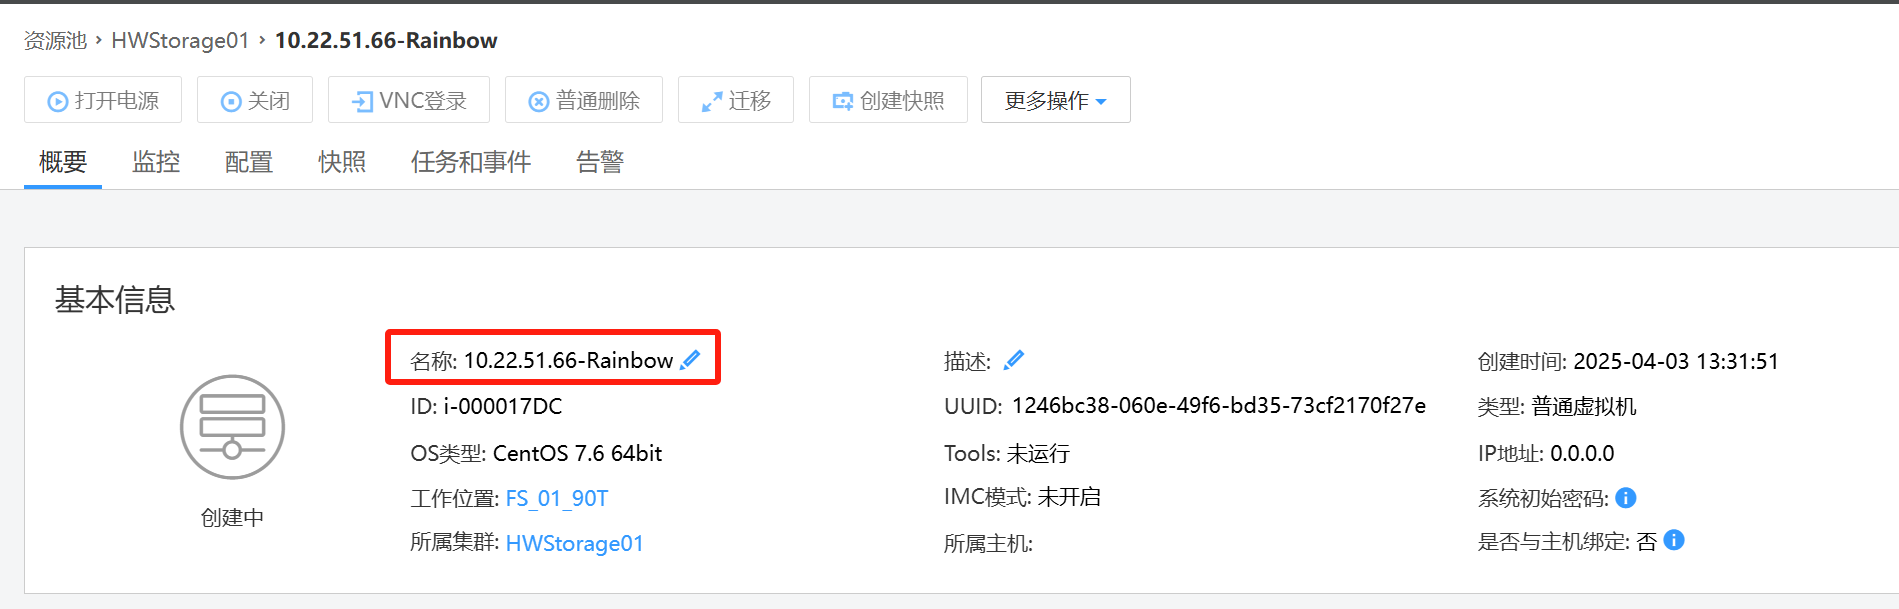 资源池 › HWStorage01 › 10.22.51.66-Rainbow
打开电源 关闭 VNC登录 普通删除 迁移 创建快照 更多操作
概要 监控 配置 快照 任务和事件 告警
基本信息
名称: 10.22.51.66-Rainbow 描述: 创建时间: 2025-04-03 13:31:51
ID: i-000017DC UUID: 1246bc38-060e-49f6-bd35-73cf2170f27e 类型: 普通虚拟机
OS类型: CentOS 7.6 64bit Tools: 未运行 IP地址: 0.0.0.0
工作位置: FS_01_90T IMC模式: 未开启 系统初始密码:
创建中
所属集群: HWStorage01 所属主机: 是否与主机绑定: 否